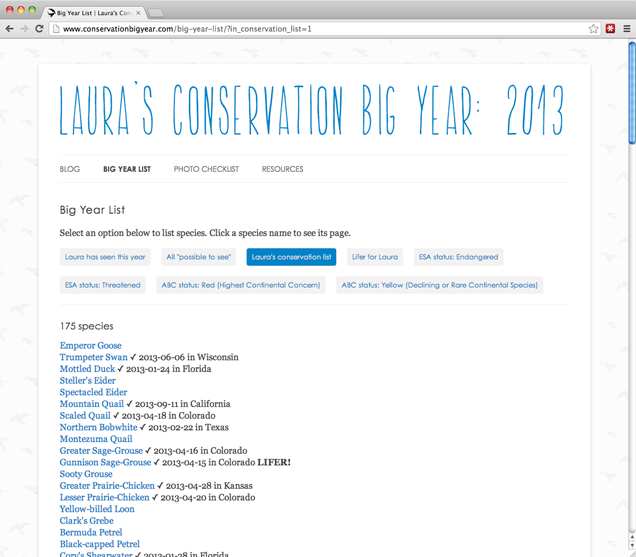 Big Year List | Laura's Cons
www.conservationbigyear.com/big-year-list/?in_conservation_list=1
LAURA'S CONSERVATION BIG YEAR: 2013
BLOG BIG YEAR LIST PHOTO CHECKLIST RESOURCES
Big Year List
Select an option below to list species. Click a species name to see its page.
Laura has seen this year All "possible to see" Laura's conservation list Lifer for Laura ESA status: Endangered
ESA status: Threatened ABC status: Red (Highest Continental Concern) ABC status: Yellow (Declining or Rare Continental Species)
175 species
Emperor Goose
Trumpeter Swan ✓ 2013-06-06 in Wisconsin
Mottled Duck ✓ 2013-01-24 in Florida
Steller's Eider
Spectacled Eider
Mountain Quail ✓ 2013-09-11 in California
Scaled Quail ✓ 2013-04-18 in Colorado
Northern Bobwhite ✓ 2013-02-22 in Texas
Montezuma Quail
Greater Sage-Grouse ✓ 2013-04-16 in Colorado
Gunnison Sage-Grouse ✓ 2013-04-15 in Colorado LIFER!
Sooty Grouse
Greater Prairie-Chicken ✓ 2013-04-28 in Kansas
Lesser Prairie-Chicken ✓ 2013-04-20 in Colorado
Yellow-billed Loon
Clark's Grebe
Bermuda Petrel
Black-capped Petrel
Cory's Shearwater ✓ 2013-01-28 in Florida